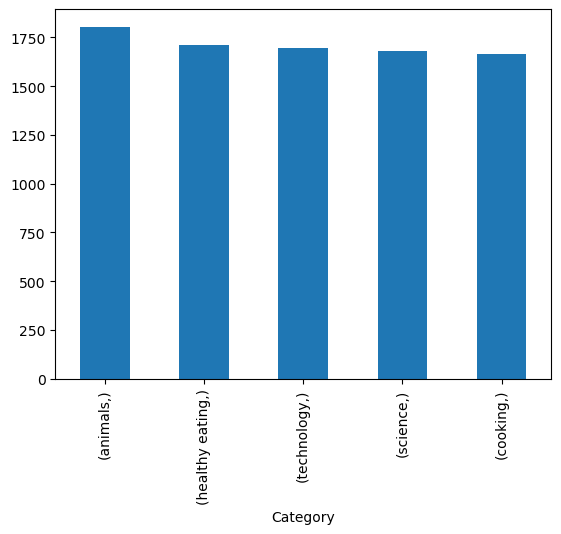 1750
1500
1250
1000
750
500
250
0
(animals,)
(healthy eating,)
(technology,)
(science,)
(cooking,)
Category